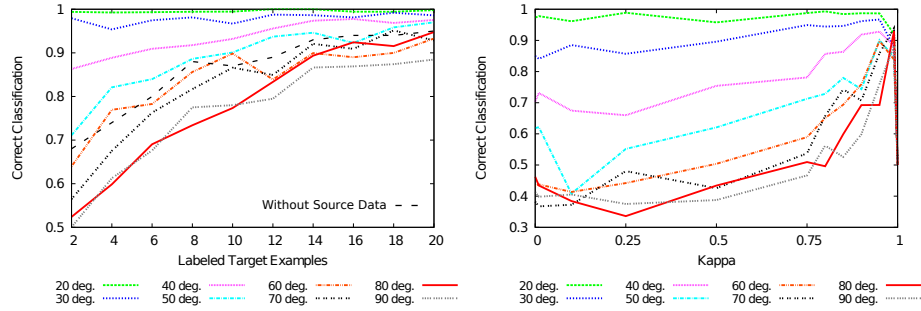 1
0.9
0.8
0.7
0.6
0.5
Correct Classification
Without Source Data
2 4 6 8 10 12 14 16 18 20
Labeled Target Examples
20 deg. 40 deg. 60 deg. 80 deg.
30 deg. 50 deg. 70 deg. 90 deg.
1
0.9
0.8
0.7
0.6
0.5
0.4
0.3
Correct Classification
0 0.25 0.5 0.75 1
Kappa
20 deg. 40 deg. 60 deg. 80 deg.
30 deg. 50 deg. 70 deg. 90 deg.